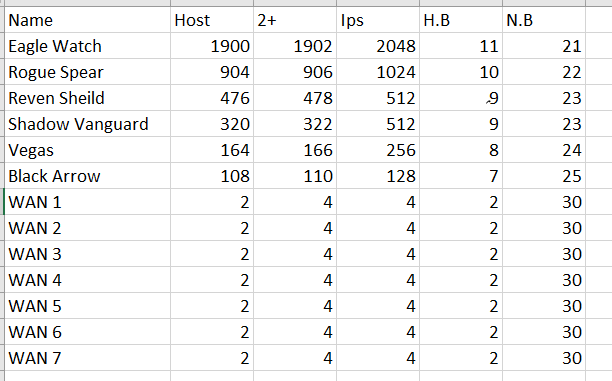 Name Host 2+ Ips H.B N.B
Eagle Watch 1900 1902 2048 11 21
Rogue Spear 904 906 1024 10 22
Reven Sheild 476 478 512 9 23
Shadow Vanguard 320 322 512 9 23
Vegas 164 166 256 8 24
Black Arrow 108 110 128 7 25
WAN 1 2 4 4 2 30
WAN 2 2 4 4 2 30
WAN 3 2 4 4 2 30
WAN 4 2 4 4 2 30
WAN 5 2 4 4 2 30
WAN 6 2 4 4 2 30
WAN 7 2 4 4 2 30